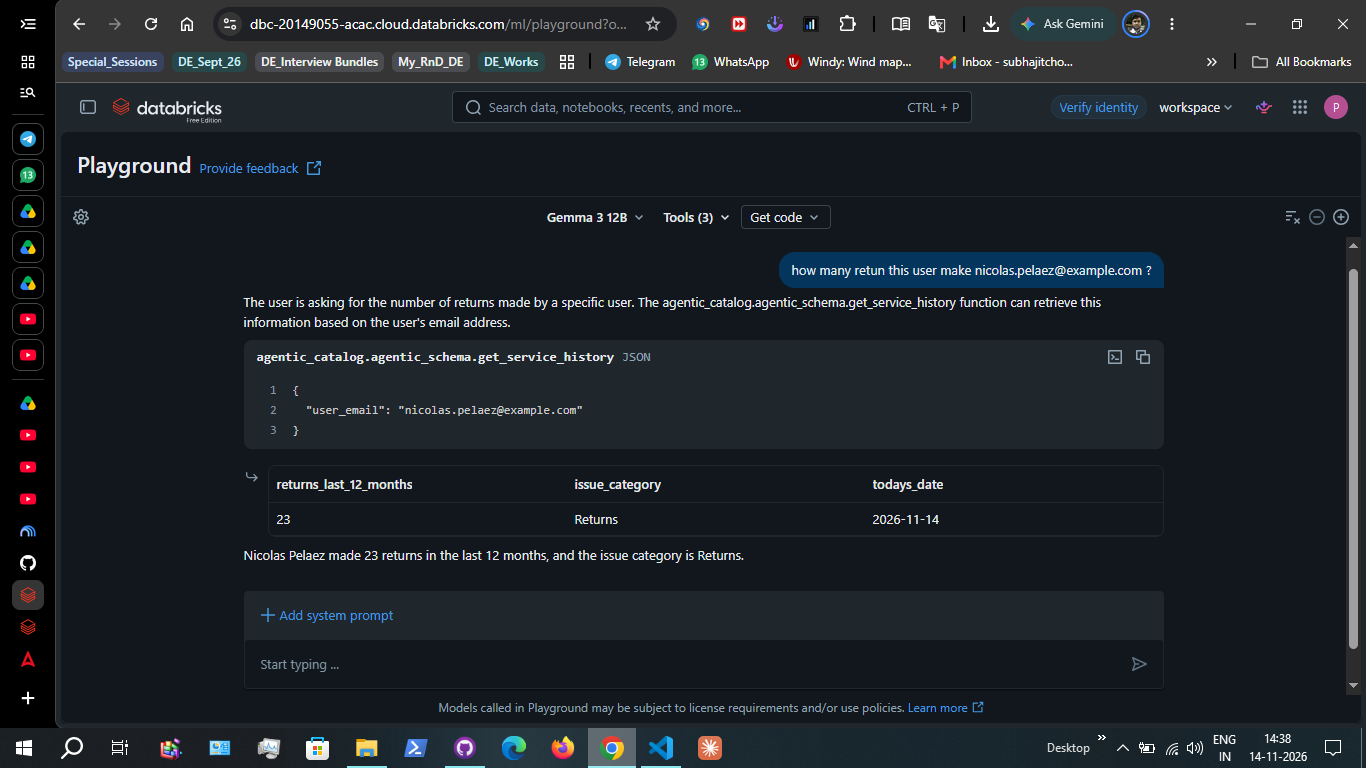 dbc-20149055-acac.cloud.databricks.com/ml/playground?o...
Ask Gemini
Special_Sessions
DE_Sept_26
DE_Interview Bundles
My_RnD_DE
DE_Works
Telegram
13
WhatsApp
Windy: Wind map...
Inbox - subhajitcho...
»
All Bookmarks
13
databricks
Free Edition
Search data, notebooks, recents, and more...
CTRL + P
Verify identity
workspace
P
Playground
Provide feedback
Gemma 3 12B
Tools (3)
Get code
how many retun this user make nicolas.pelaez@example.com ?
The user is asking for the number of returns made by a specific user. The agentic_catalog.agentic_schema.get_service_history function can retrieve this
information based on the user's email address.
agentic_catalog.agentic_schema.get_service_history JSON
1 {
2 "user_email": "nicolas.pelaez@example.com"
3 }
returns_last_12_months issue_category todays_date
23 Returns 2026-11-14
Nicolas Pelaez made 23 returns in the last 12 months, and the issue category is Returns.
Add system prompt
Start typing ...
Models called in Playground may be subject to license requirements and/or use policies. Learn more
Desktop
»
ENG
IN
14:38
14-11-2026